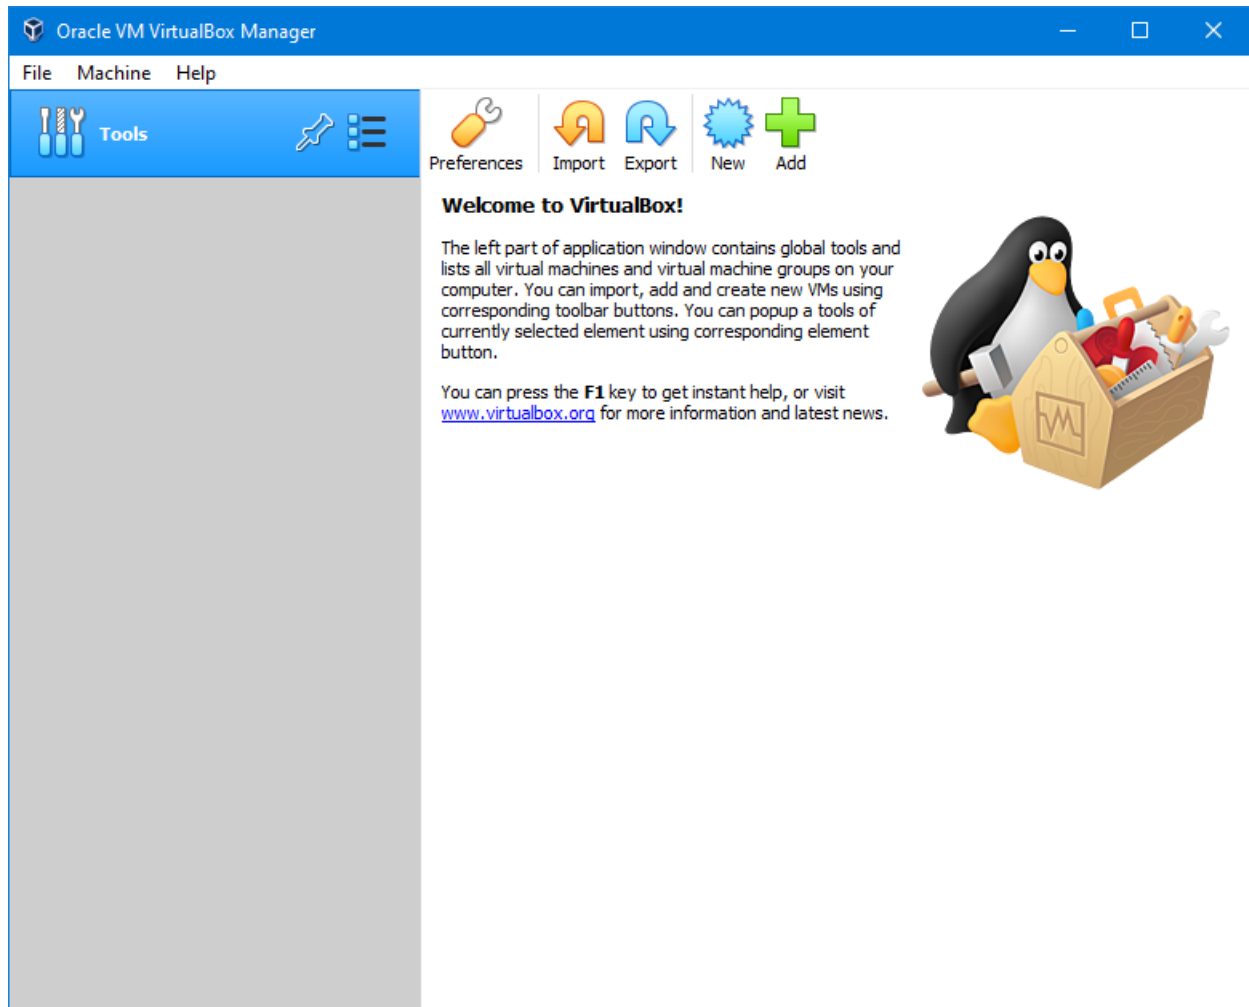 Oracle VM VirtualBox Manager
File Machine Help
Tools
Preferences Import Export New Add
Welcome to VirtualBox!
The left part of application window contains global tools and
lists all virtual machines and virtual machine groups on your
computer. You can import, add and create new VMs using
corresponding toolbar buttons. You can popup a tools of
currently selected element using corresponding element
button.
You can press the F1 key to get instant help, or visit
www.virtualbox.org for more information and latest news.